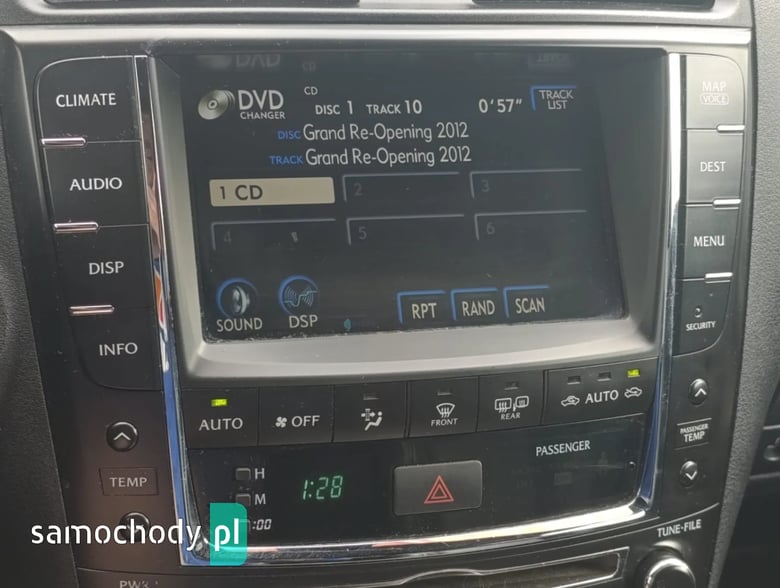 CLIMATE
AUDIO
DISP
INFO
TEMP
DVD
CHANGER
CD
DISC 1 TRACK 10 0'57"
TRACK LIST
DISC Grand Re-Opening 2012
TRACK Grand Re-Opening 2012
1 CD
2
3
4
5
6
SOUND
DSP
RPT
RAND
SCAN
MAP
VOICE
DEST
MENU
SECURITY
AUTO
OFF
FRONT
REAR
AUTO
PASSENGER
PASSENGER
TEMP
H
M
:00
1:28
TUNE•FILE
samochody.pl